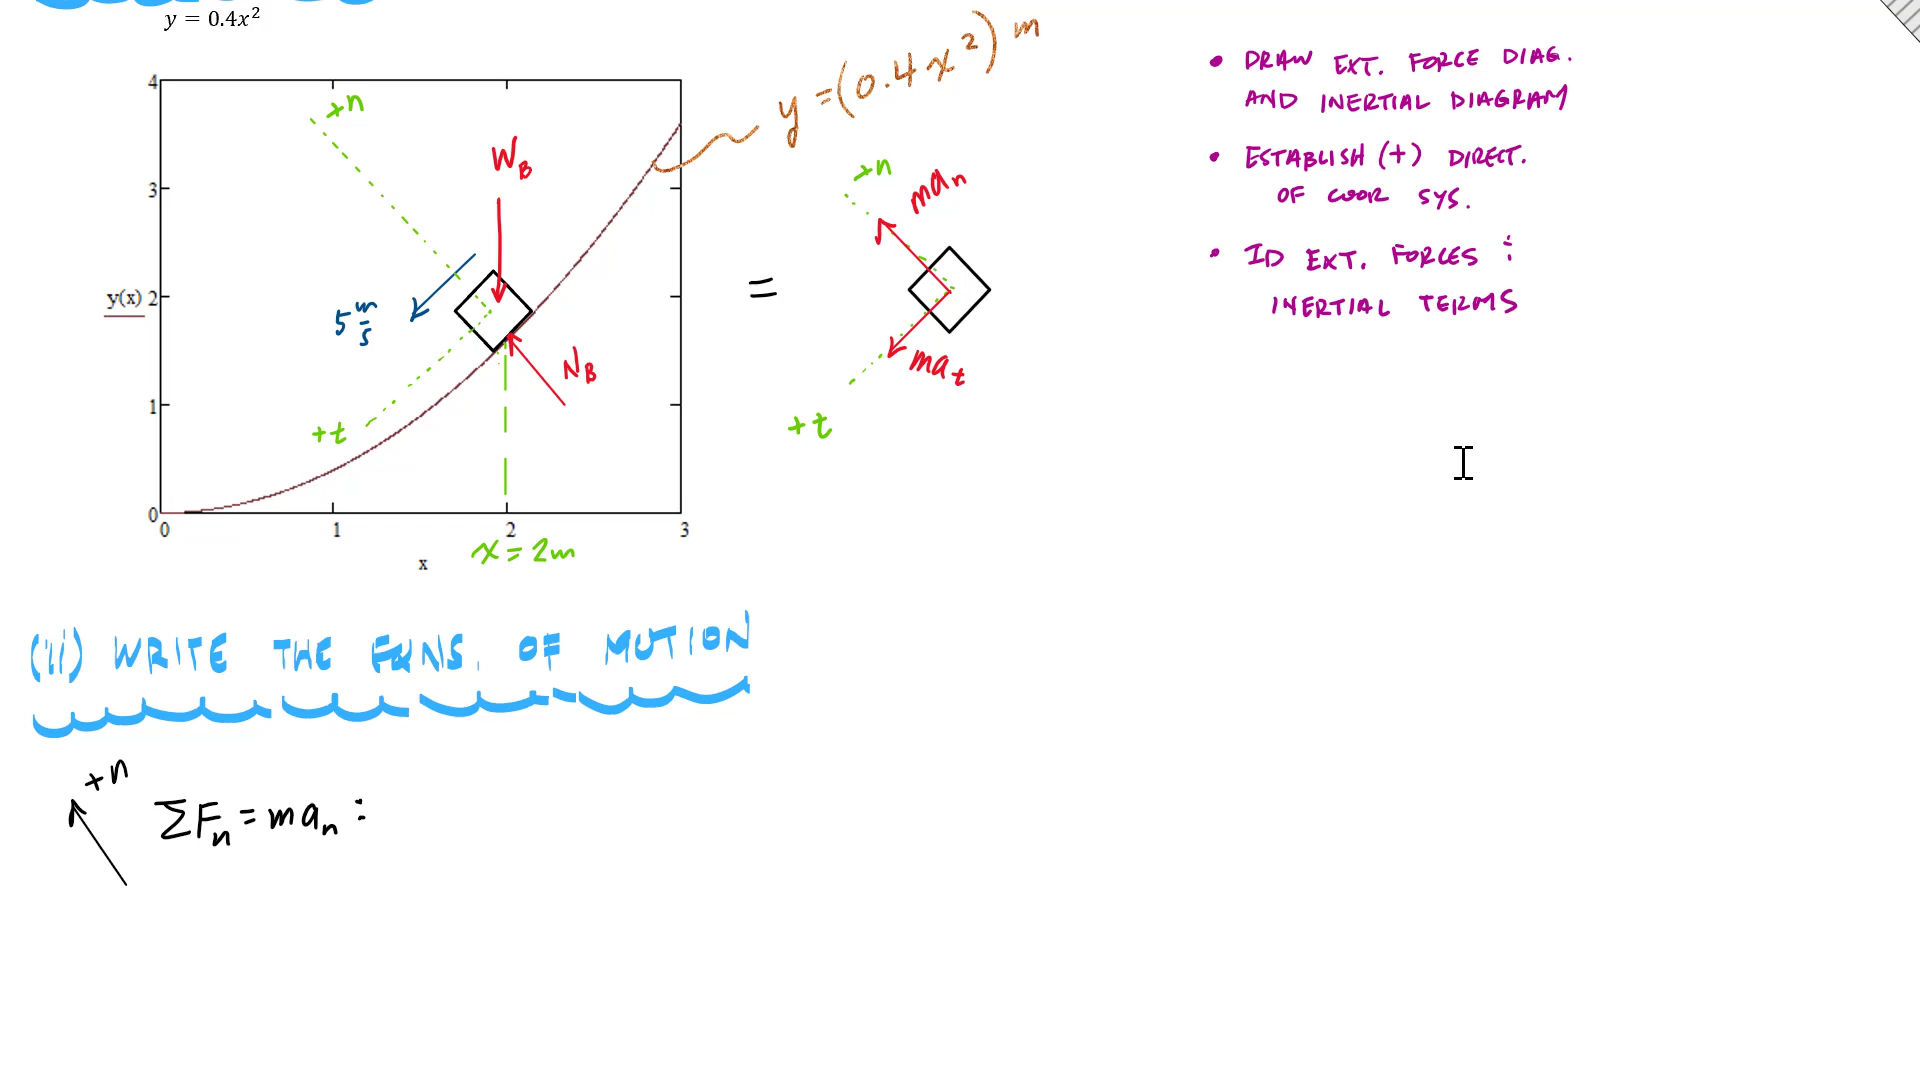 y = 0.4x²
y = (0.4x²) m
• DRAW EXT. FORCE DIAG.
AND INERTIAL DIAGRAM
• ESTABLISH (+) DIRECT.
OF COOR SYS.
• ID EXT. FORCES :
INERTIAL TERMS
4
3
y(x) 2
1
0
0 1 2 3
x
x = 2m
+n
W_B
5 m/s
N_B
+t
=
+n
ma_n
ma_t
+t
(ii) WRITE THE EQNS. OF MOTION
+n
ΣF_n = ma_n :